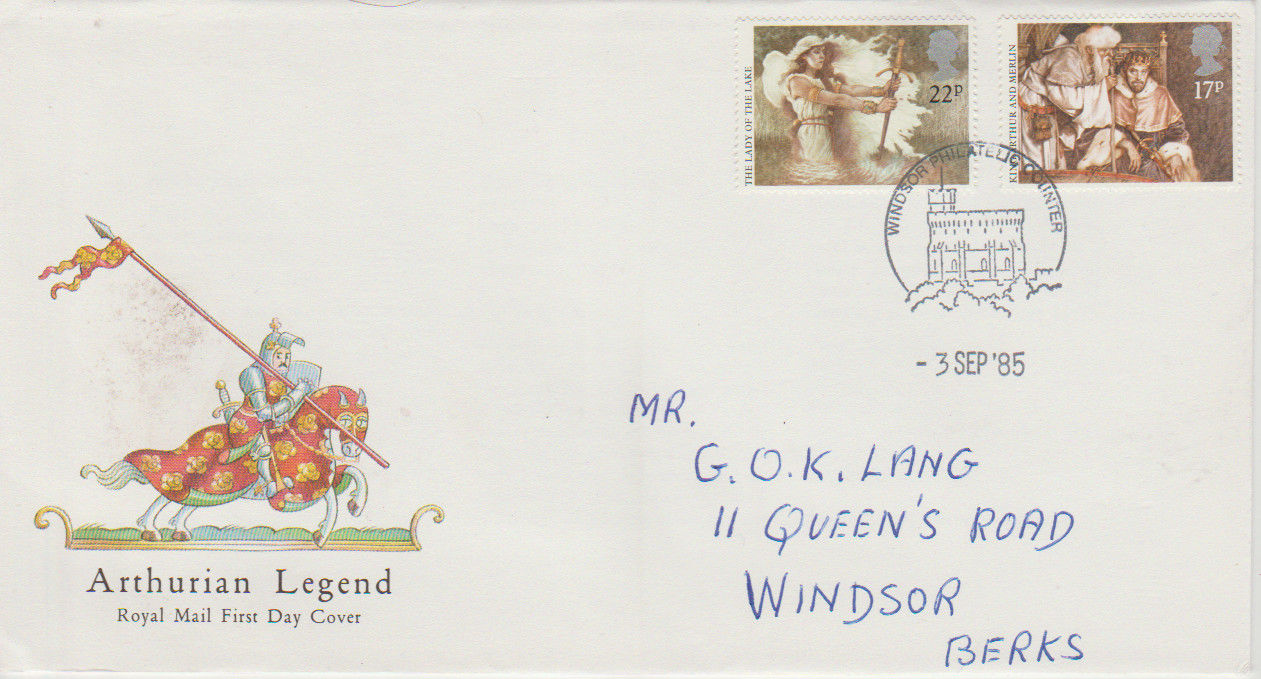 THE LADY OF THE LAKE
22P
KING ARTHUR AND MERLIN
17P
WINDSOR PHILATELIC COUNTER
- 3 SEP '85
MR.
G. O. K. LANG
11 QUEEN'S ROAD
WINDSOR
BERKS
Arthurian Legend
Royal Mail First Day Cover